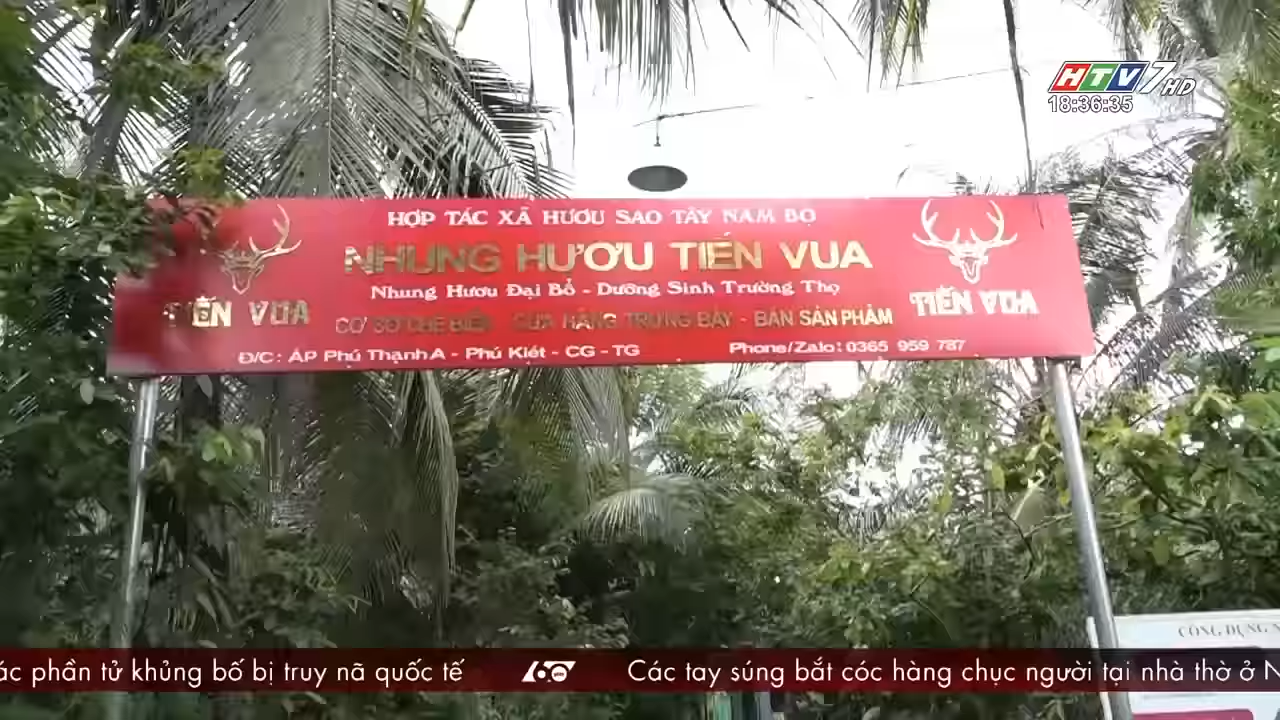 HTV7 HD
18:36:35
HỢP TÁC XÃ HƯƠU SAO TÂY NAM BỘ
NHUNG HƯƠU TIẾN VUA
Nhung Hươu Đại Bổ - Dưỡng Sinh Trường Thọ
TIẾN VUA
TIẾN VUA
CƠ SỞ CHẾ BIẾN - CỬA HÀNG TRƯNG BÀY - BÁN SẢN PHẨM
Đ/C: ẤP Phú Thạnh A - Phú Kiết - CG - TG
Phone/Zalo: 0365 959 787
CÔNG DỤNG
ác phần tử khủng bố bị truy nã quốc tế
60
Các tay súng bắt cóc hàng chục người tại nhà thờ ở N